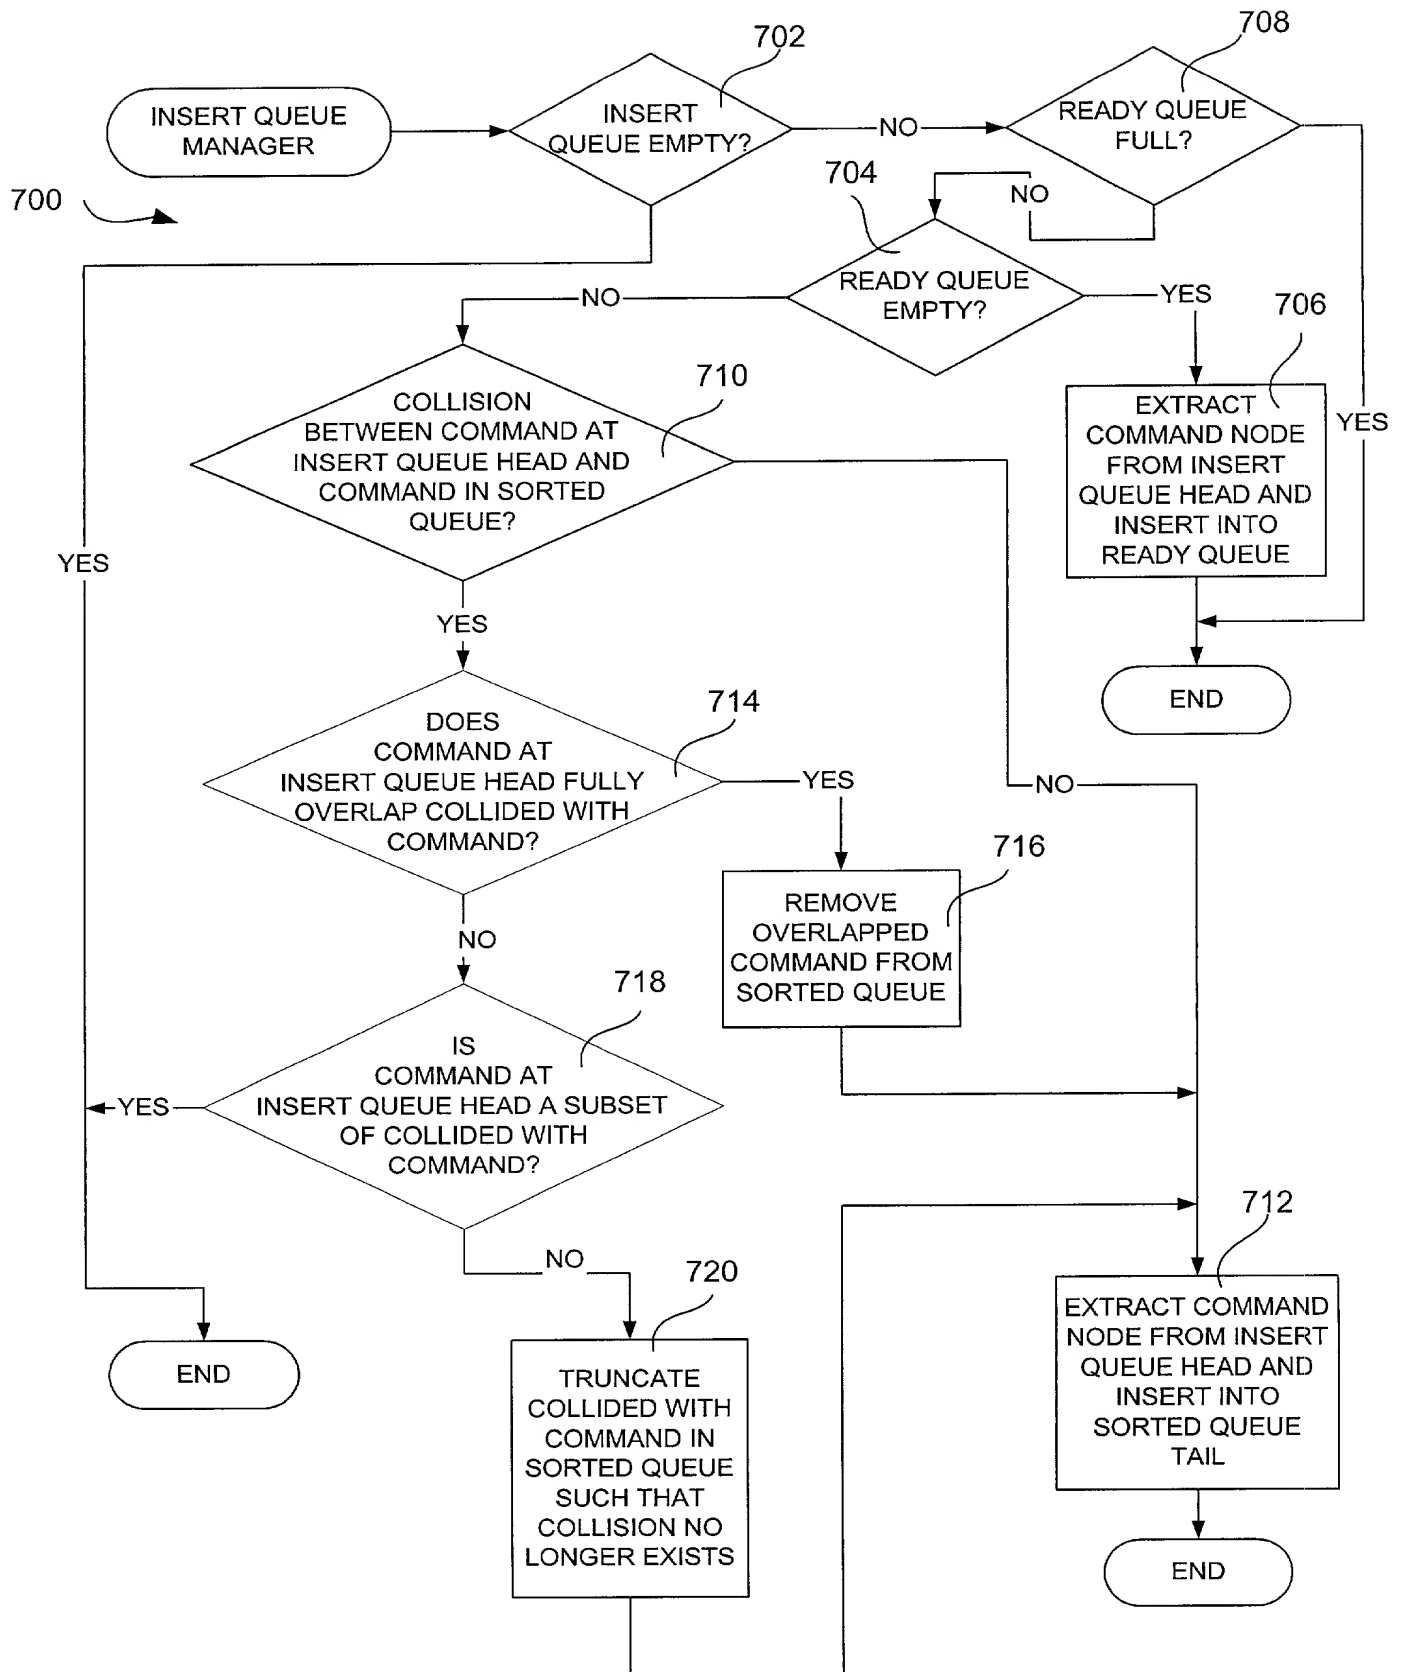 702
708
INSERT QUEUE
MANAGER
INSERT
QUEUE EMPTY?
NO
READY QUEUE
FULL?
700
704
NO
READY QUEUE
EMPTY?
NO
YES
706
710
COLLISION
BETWEEN COMMAND AT
INSERT QUEUE HEAD AND
COMMAND IN SORTED
QUEUE?
EXTRACT
COMMAND NODE
FROM INSERT
QUEUE HEAD AND
INSERT INTO
READY QUEUE
YES
YES
YES
END
714
DOES
COMMAND AT
INSERT QUEUE HEAD FULLY
OVERLAP COLLIDED WITH
COMMAND?
YES
NO
716
REMOVE
OVERLAPPED
COMMAND FROM
SORTED QUEUE
NO
718
IS
COMMAND AT
INSERT QUEUE HEAD A SUBSET
OF COLLIDED WITH
COMMAND?
YES
712
NO
720
EXTRACT COMMAND
NODE FROM INSERT
QUEUE HEAD AND
INSERT INTO
SORTED QUEUE
TAIL
END
TRUNCATE
COLLIDED WITH
COMMAND IN
SORTED QUEUE
SUCH THAT
COLLISION NO
LONGER EXISTS
END